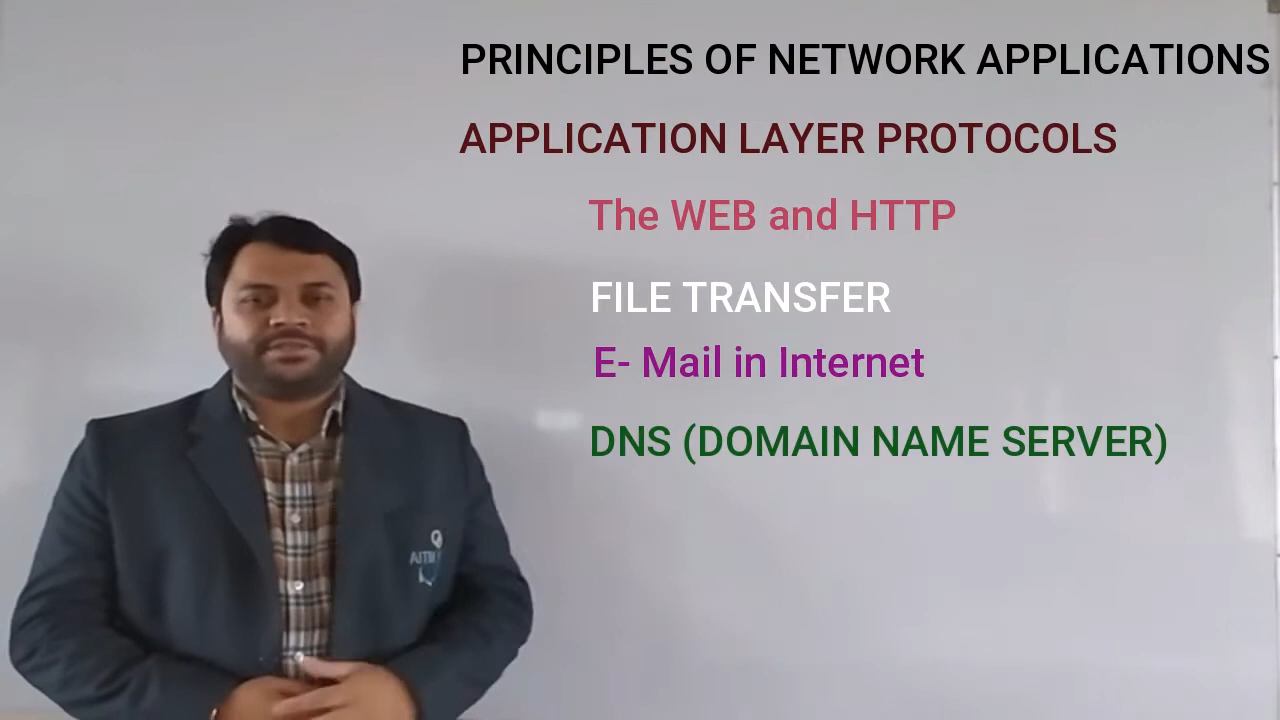 PRINCIPLES OF NETWORK APPLICATIONS
APPLICATION LAYER PROTOCOLS
The WEB and HTTP
FILE TRANSFER
E- Mail in Internet
DNS (DOMAIN NAME SERVER)